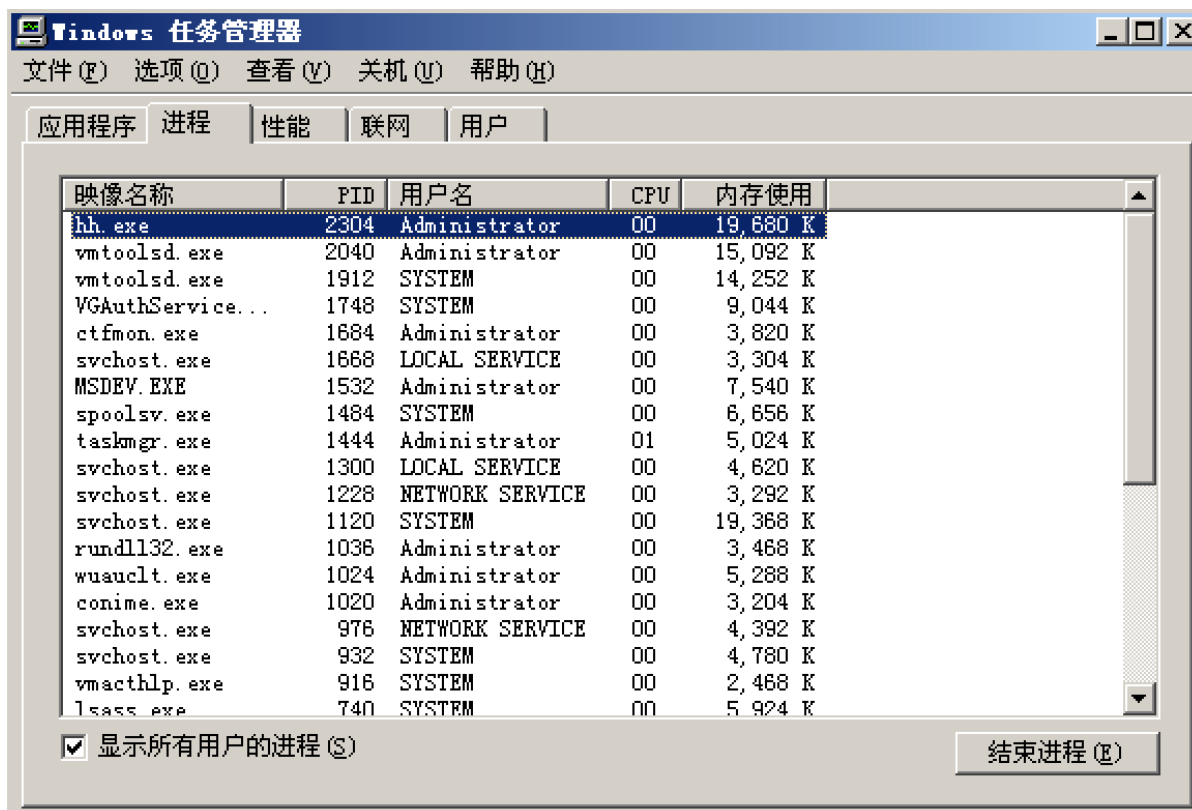 Windows 任务管理器
文件(F) 选项(O) 查看(V) 关机(U) 帮助(H)
应用程序 进程 性能 联网 用户
映像名称 PID 用户名 CPU 内存使用
hh.exe 2304 Administrator 00 19,680 K
vmtoolsd.exe 2040 Administrator 00 15,092 K
vmtoolsd.exe 1912 SYSTEM 00 14,252 K
VGAuthService... 1748 SYSTEM 00 9,044 K
ctfmon.exe 1684 Administrator 00 3,820 K
svchost.exe 1668 LOCAL SERVICE 00 3,304 K
MSDEV.EXE 1532 Administrator 00 7,540 K
spoolsv.exe 1484 SYSTEM 00 6,656 K
taskmgr.exe 1444 Administrator 01 5,024 K
svchost.exe 1300 LOCAL SERVICE 00 4,620 K
svchost.exe 1228 NETWORK SERVICE 00 3,292 K
svchost.exe 1120 SYSTEM 00 19,368 K
rundll32.exe 1036 Administrator 00 3,468 K
wuauclt.exe 1024 Administrator 00 5,288 K
conime.exe 1020 Administrator 00 3,204 K
svchost.exe 976 NETWORK SERVICE 00 4,392 K
svchost.exe 932 SYSTEM 00 4,780 K
vmacthlp.exe 916 SYSTEM 00 2,468 K
lsass.exe 740 SYSTEM 00 5,924 K
显示所有用户的进程(S)
结束进程(E)